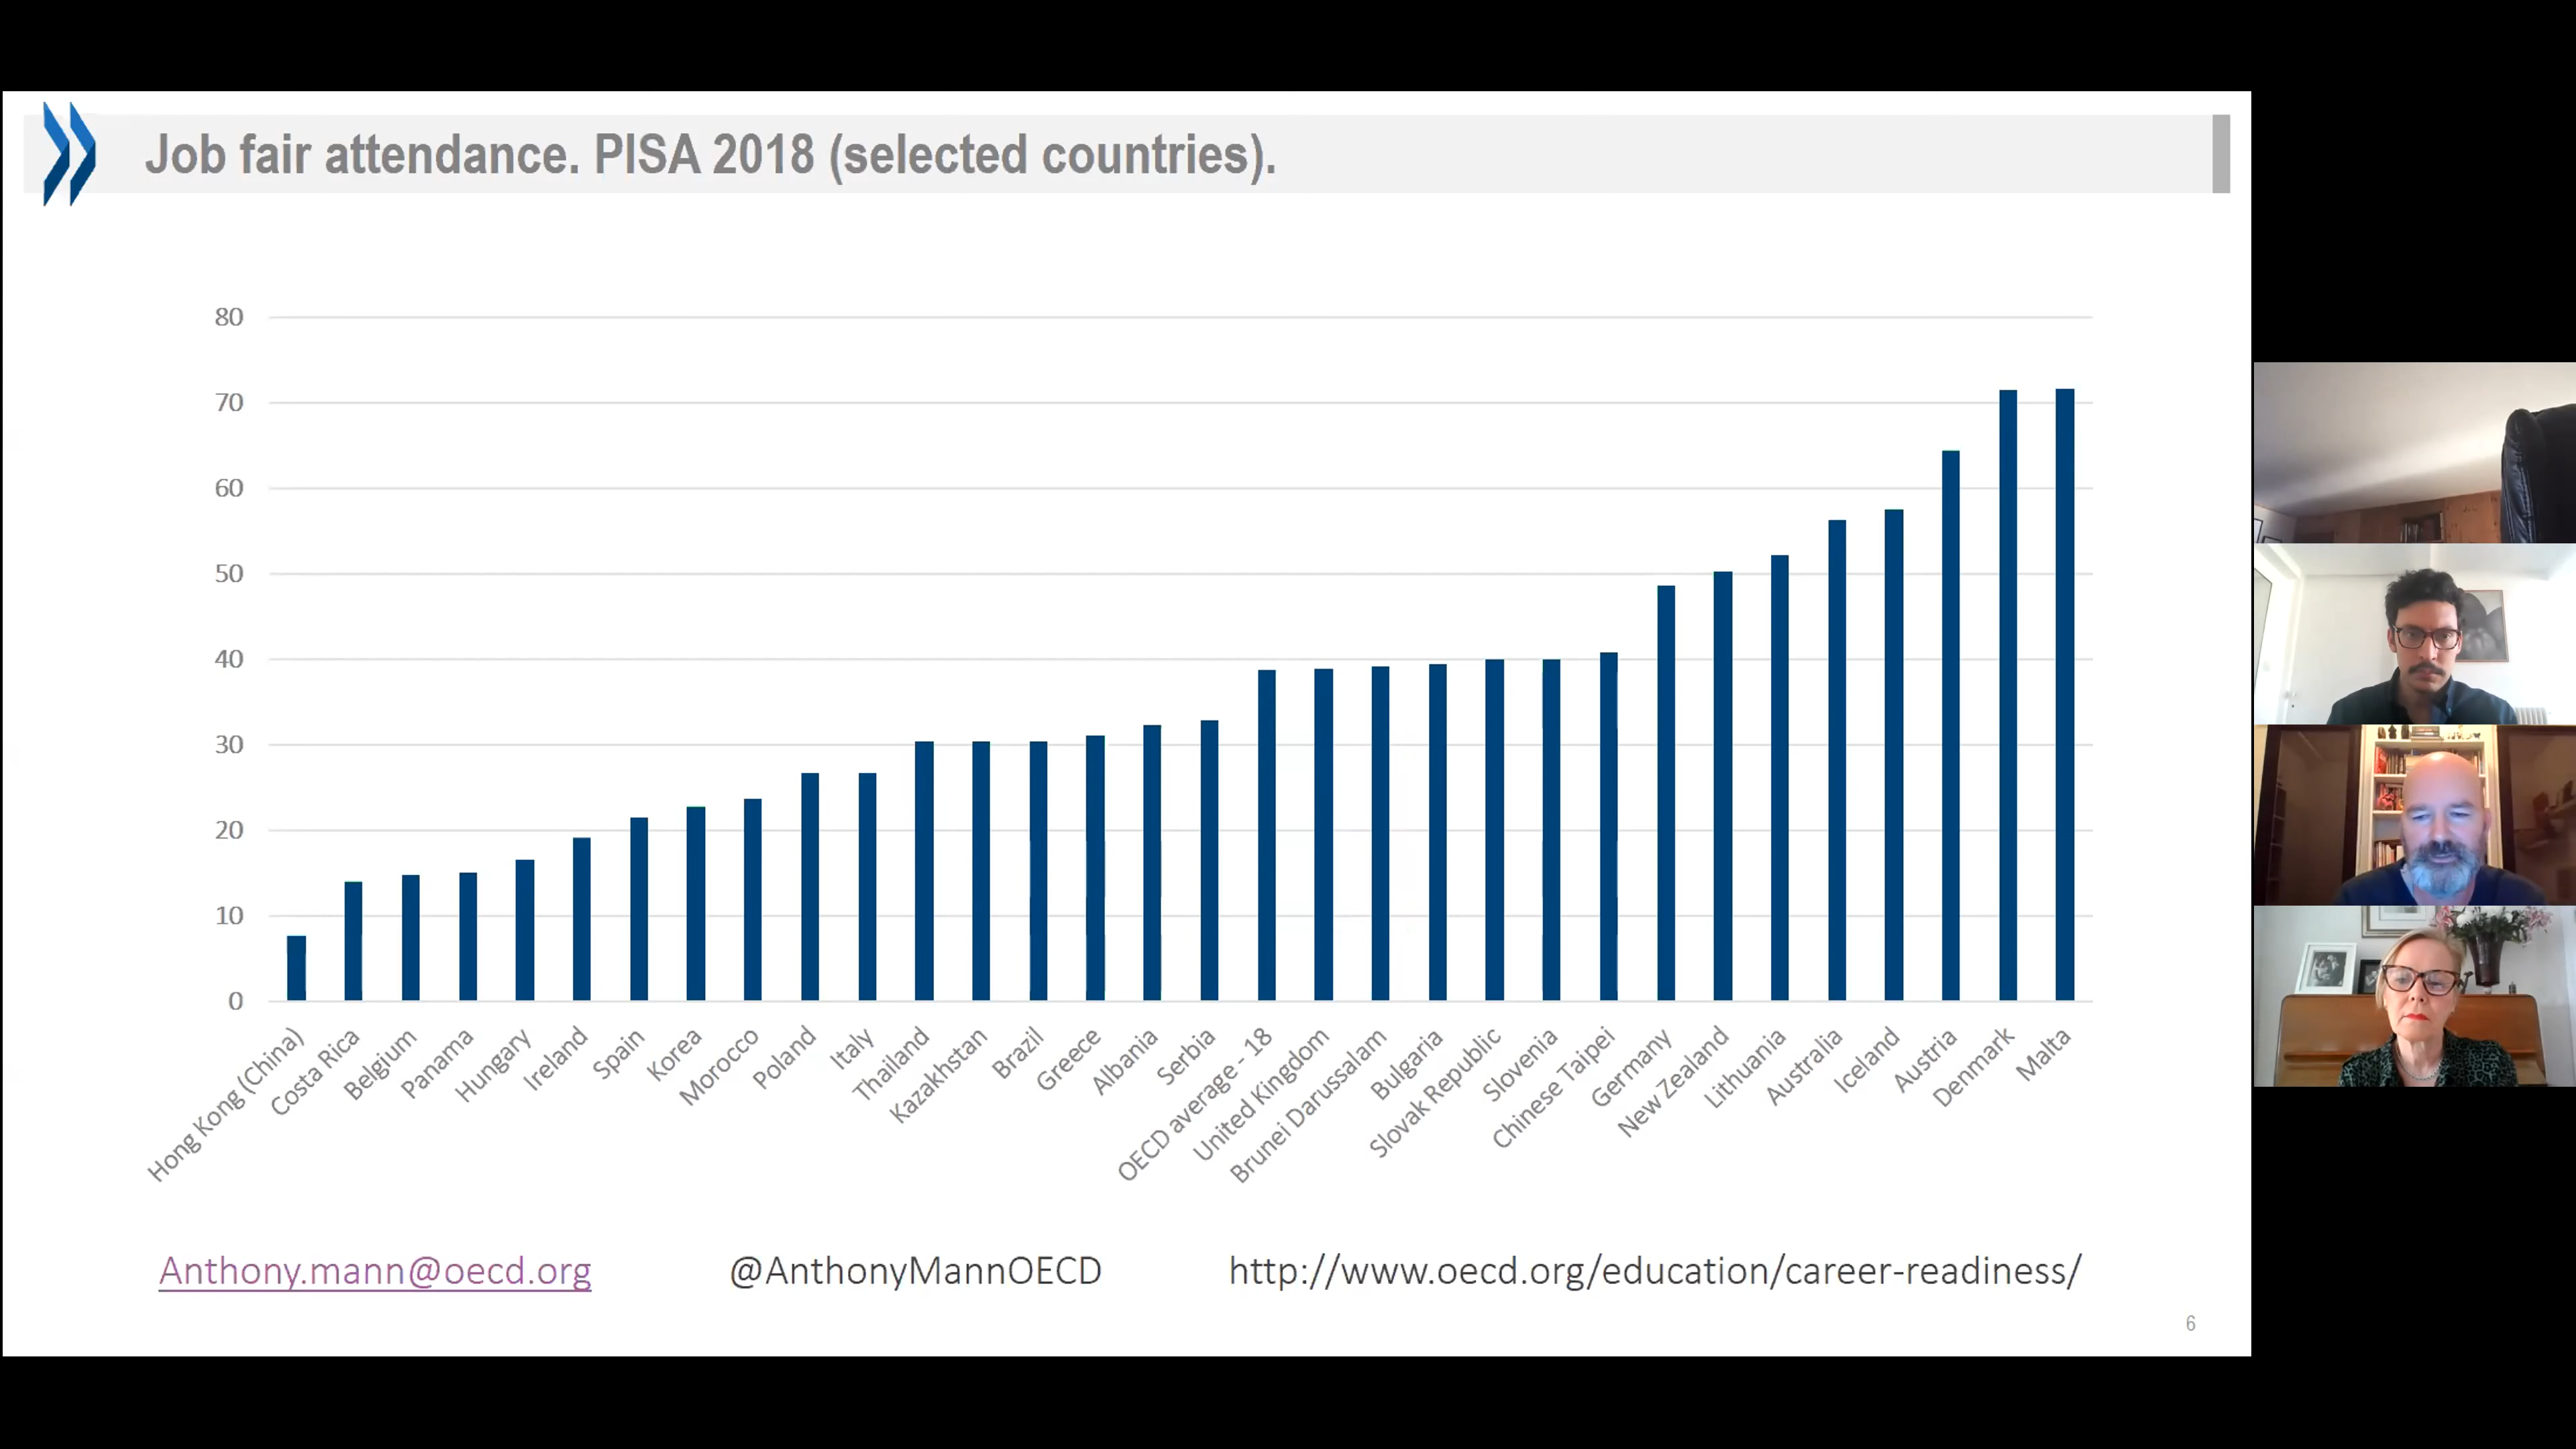 Job fair attendance. PISA 2018 (selected countries).
80
70
60
50
40
30
20
10
0
Hong Kong (China)
Costa Rica
Belgium
Panama
Hungary
Ireland
Spain
Korea
Morocco
Poland
Italy
Thailand
Kazakhstan
Brazil
Greece
Albania
Serbia
OECD average - 18
United Kingdom
Brunei Darussalam
Bulgaria
Slovak Republic
Slovenia
Chinese Taipei
Germany
New Zealand
Lithuania
Australia
Iceland
Austria
Denmark
Malta
Anthony.mann@oecd.org
@AnthonyMannOECD
http://www.oecd.org/education/career-readiness/
6